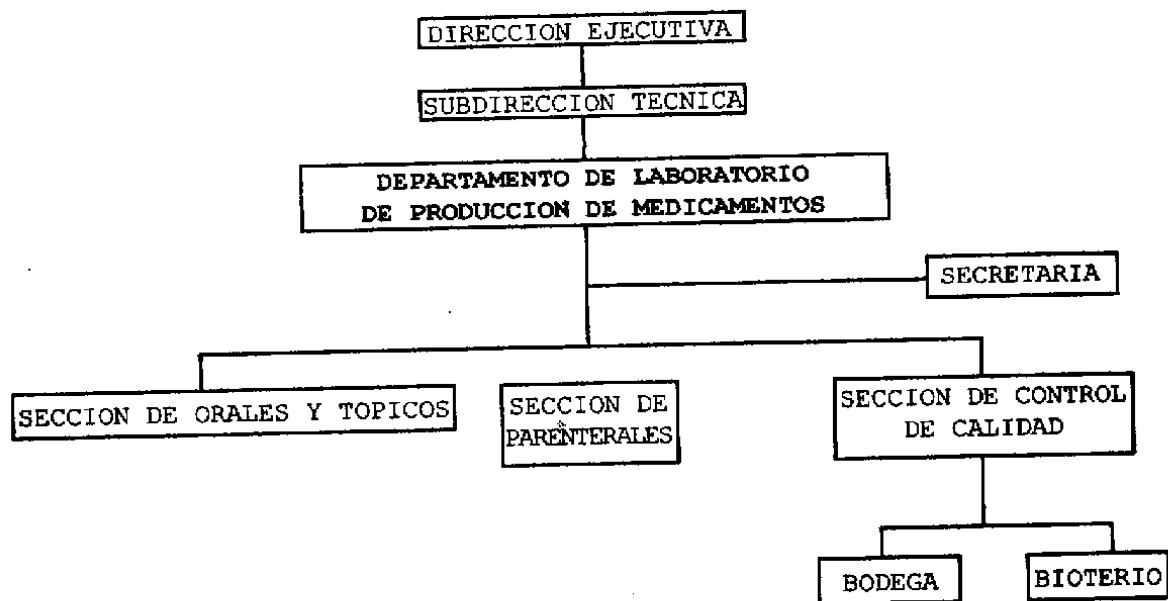 DIRECCION EJECUTIVA
SUBDIRECCION TECNICA
DEPARTAMENTO DE LABORATORIO
DE PRODUCCION DE MEDICAMENTOS
SECRETARIA
SECCION DE ORALES Y TOPICOS
SECCION DE
PARENTERALES
SECCION DE CONTROL
DE CALIDAD
BODEGA
BIOTERIO